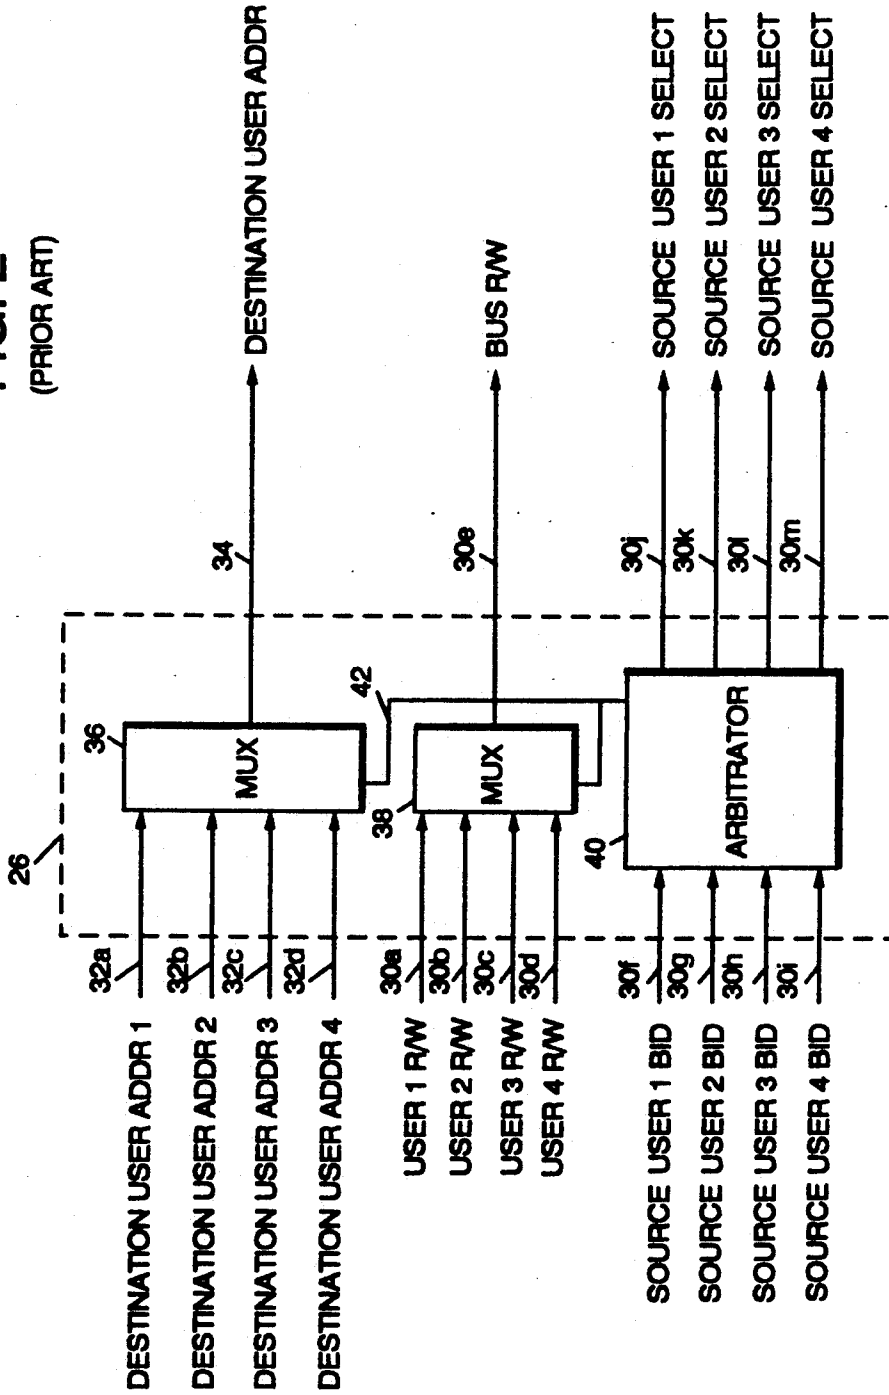 (PRIOR ART)
26
36
MUX
34
DESTINATION USER ADDR
32a
32b
32c
32d
DESTINATION USER ADDR 1
DESTINATION USER ADDR 2
DESTINATION USER ADDR 3
DESTINATION USER ADDR 4
42
38
MUX
30e
BUS R/W
30a
30b
30c
30d
USER 1 R/W
USER 2 R/W
USER 3 R/W
USER 4 R/W
40
ARBITRATOR
30f
30g
30h
30i
SOURCE USER 1 BID
SOURCE USER 2 BID
SOURCE USER 3 BID
SOURCE USER 4 BID
30j
30k
30l
30m
SOURCE USER 1 SELECT
SOURCE USER 2 SELECT
SOURCE USER 3 SELECT
SOURCE USER 4 SELECT